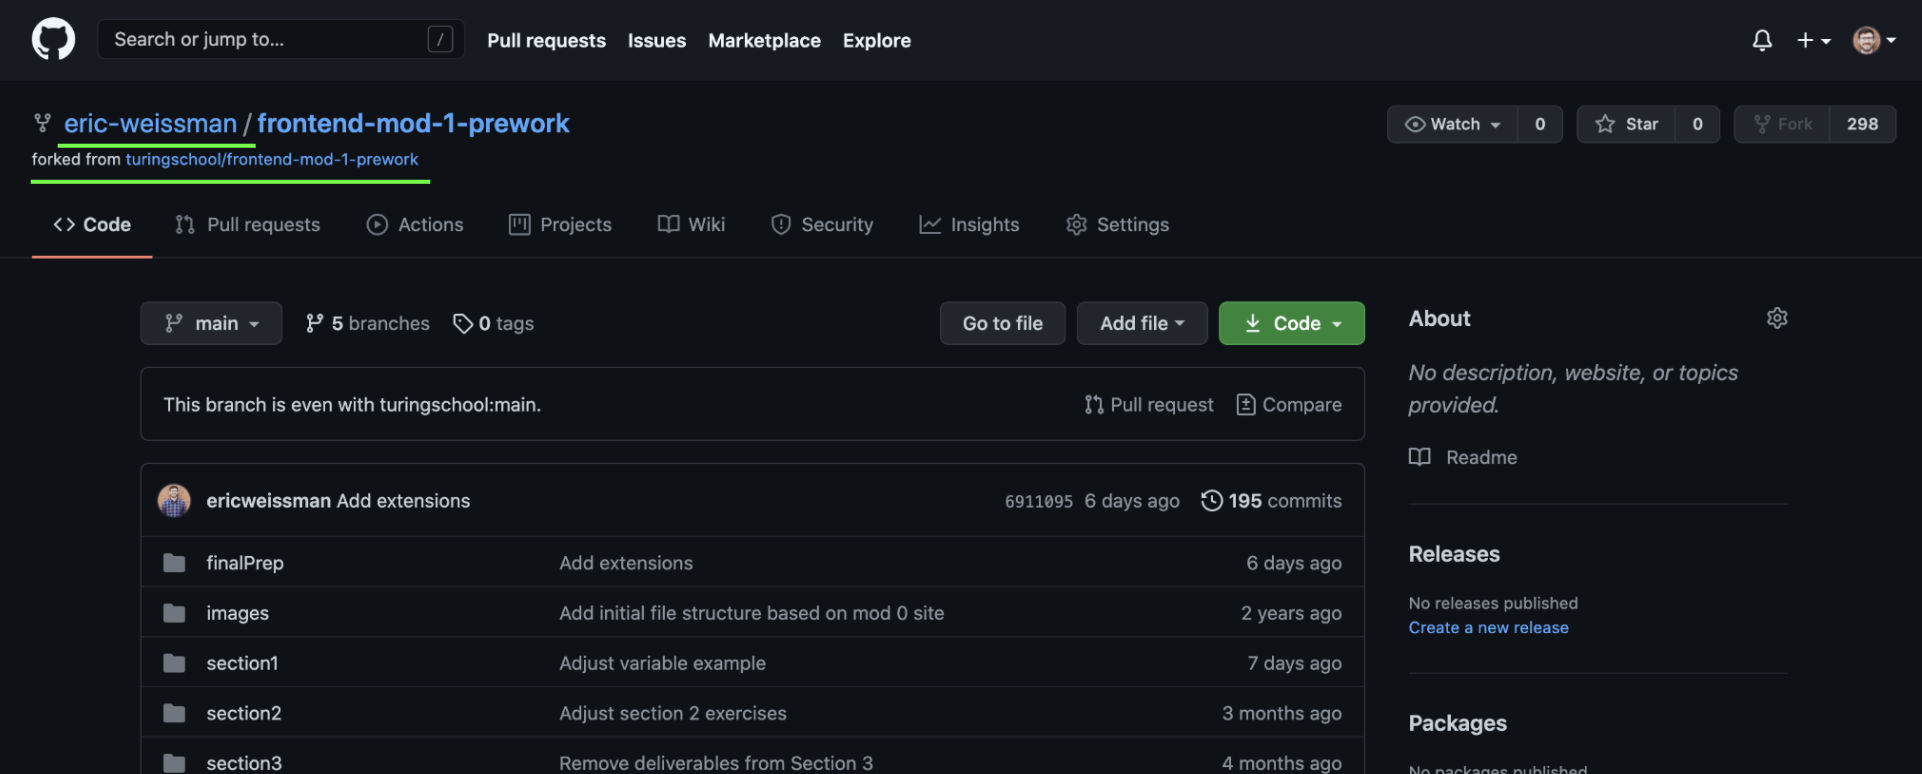 Search or jump to... / Pull requests Issues Marketplace Explore
eric-weissman / frontend-mod-1-prework Watch 0 Star 0 Fork 298
forked from turingschool/frontend-mod-1-prework
<> Code Pull requests Actions Projects Wiki Security Insights Settings
main 5 branches 0 tags Go to file Add file Code
About
No description, website, or topics
provided.
This branch is even with turingschool:main. Pull request Compare
Readme
ericweissman Add extensions 6911095 6 days ago 195 commits
finalPrep Add extensions 6 days ago
Releases
images Add initial file structure based on mod 0 site 2 years ago
No releases published
Create a new release
section1 Adjust variable example 7 days ago
section2 Adjust section 2 exercises 3 months ago
Packages
section3 Remove deliverables from Section 3 4 months ago
No packages published